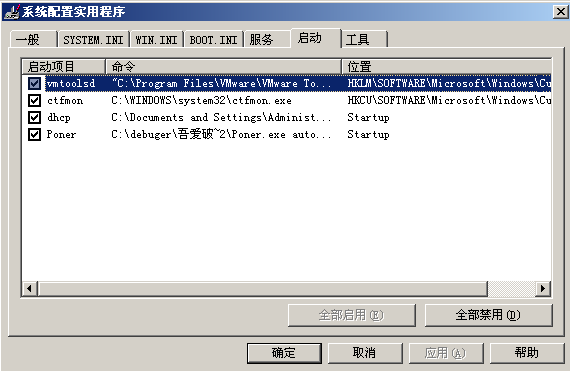 系统配置实用程序
一般 SYSTEM.INI WIN.INI BOOT.INI 服务 启动 工具
启动项目 命令 位置
vmtoolsd "C:\Program Files\VMware\VMware To... HKLM\SOFTWARE\Microsoft\Windows\Cu
ctfmon C:\WINDOWS\system32\ctfmon.exe HKCU\SOFTWARE\Microsoft\Windows\Cu
dhcp C:\Documents and Settings\Administ... Startup
Poner C:\debuger\吾爱破~2\Poner.exe auto... Startup
全部启用(E) 全部禁用(D)
确定 取消 应用(A) 帮助